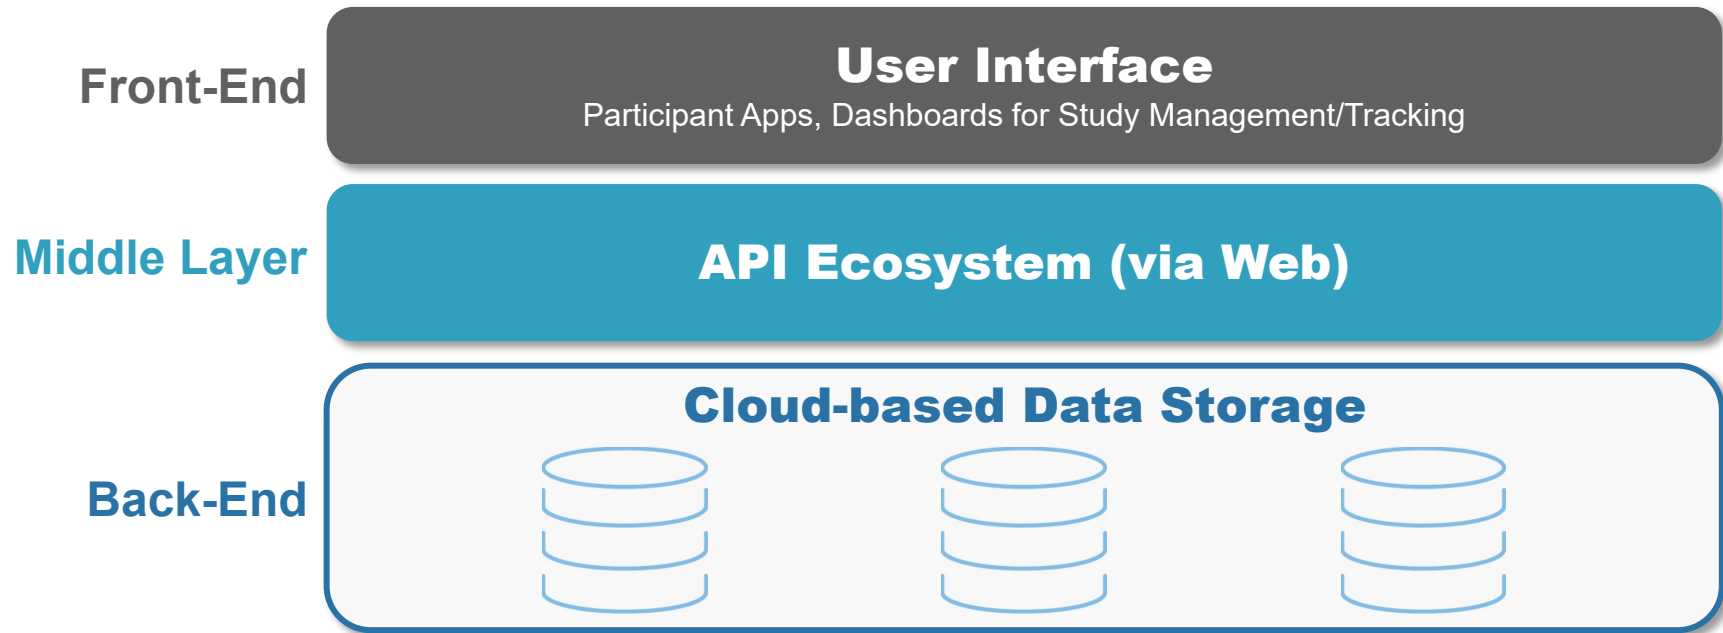 Front-End
User Interface
Participant Apps, Dashboards for Study Management/Tracking
Middle Layer
API Ecosystem (via Web)
Back-End
Cloud-based Data Storage